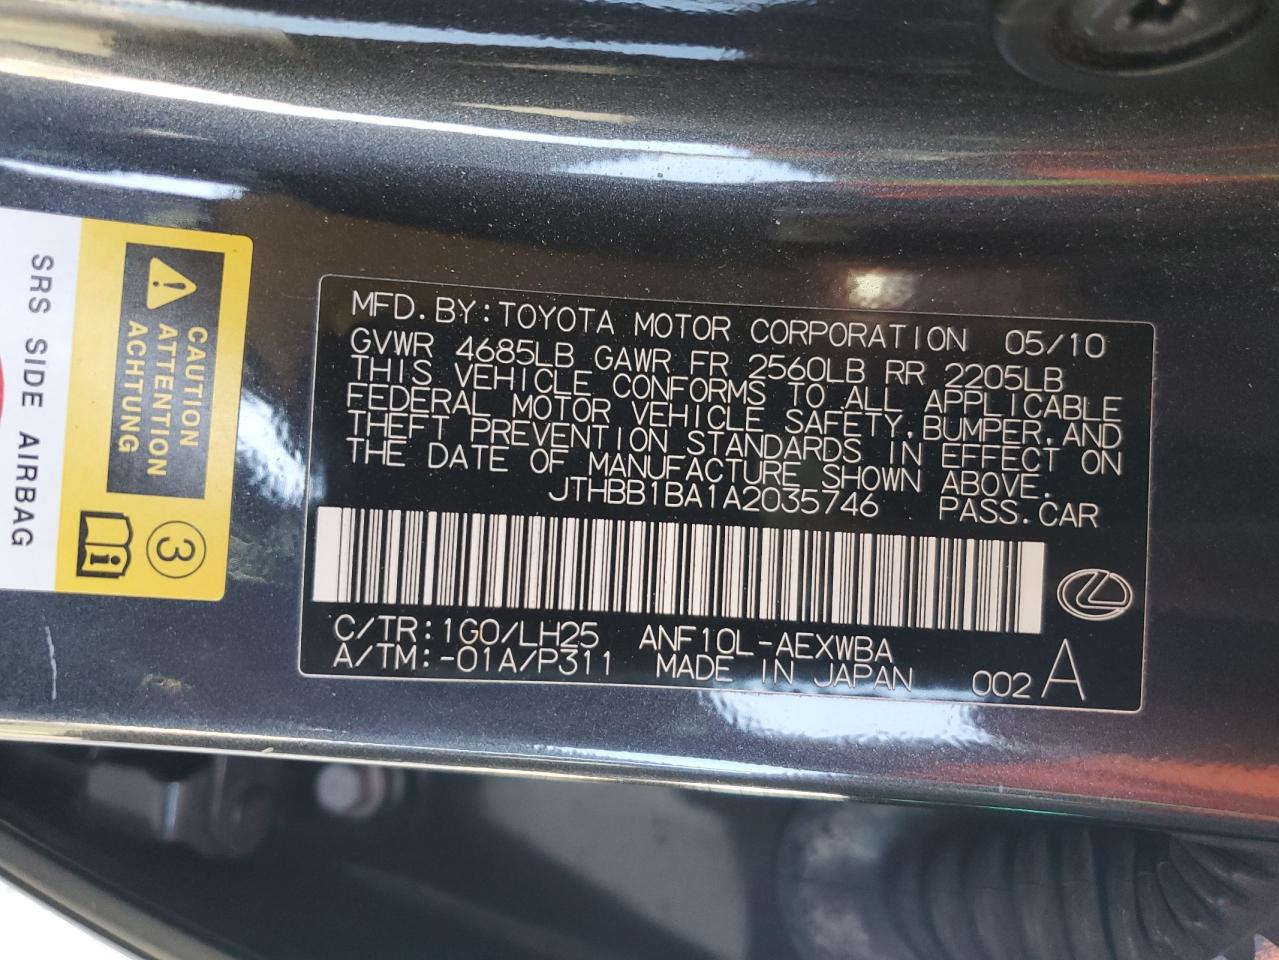 MFD. BY: TOYOTA MOTOR CORPORATION 05/10
GVWR 4685LB GAWR FR 2560LB RR 2205LB
THIS VEHICLE CONFORMS TO ALL APPLICABLE
FEDERAL MOTOR VEHICLE SAFETY, BUMPER, AND
THEFT PREVENTION STANDARDS IN EFFECT ON
THE DATE OF MANUFACTURE SHOWN ABOVE.
JTHBB1BA1A2035746 PASS. CAR
C/TR: 1G0/LH25 ANF10L-AEXWBA
A/TM: -01A/P311 MADE IN JAPAN 002 A
SRS SIDE AIRBAG
CAUTION
ATTENTION
ACHTUNG
3